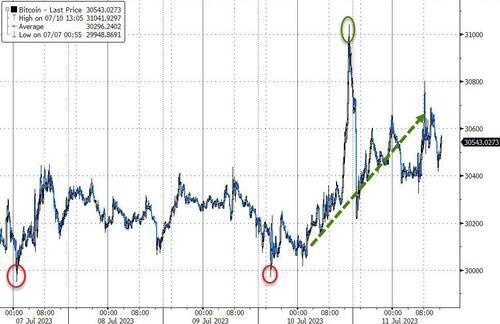 Bitcoin - Last Price 30543.0273
High on 07/10 13:05 31041.9297
Average 30296.2402
Low on 07/07 00:55 29948.8691
31000
30800
30600
30543.0273
30400
30200
30000
00:00 08:00 00:00 08:00 00:00 08:00 00:00 08:00 00:00 08:00
07 Jul 2023 08 Jul 2023 09 Jul 2023 10 Jul 2023 11 Jul 2023